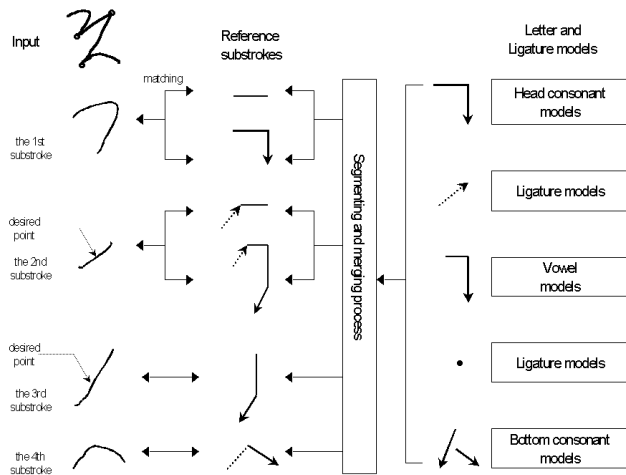 Input
Reference
substrokes
Letter and
Ligature models
matching
the 1st
substroke
desired
point
the 2nd
substroke
desired
point
the 3rd
substroke
the 4th
substroke
Segmenting and merging process
Head consonant
models
Ligature models
Vowel
models
Ligature models
Bottom consonant
models